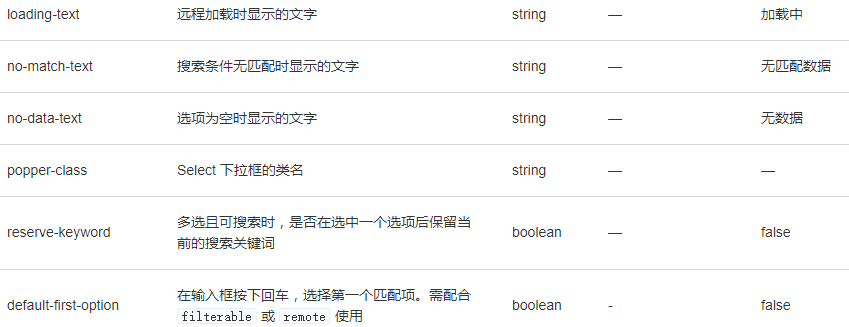 loading-text 远程加载时显示的文字 string — 加载中
no-match-text 搜索条件无匹配时显示的文字 string — 无匹配数据
no-data-text 选项为空时显示的文字 string — 无数据
popper-class Select 下拉框的类名 string — —
reserve-keyword 多选且可搜索时，是否在选中一个选项后保留当 boolean — false
前的搜索关键词
default-first-option 在输入框按下回车，选择第一个匹配项。需配合 boolean - false
filterable 或 remote 使用